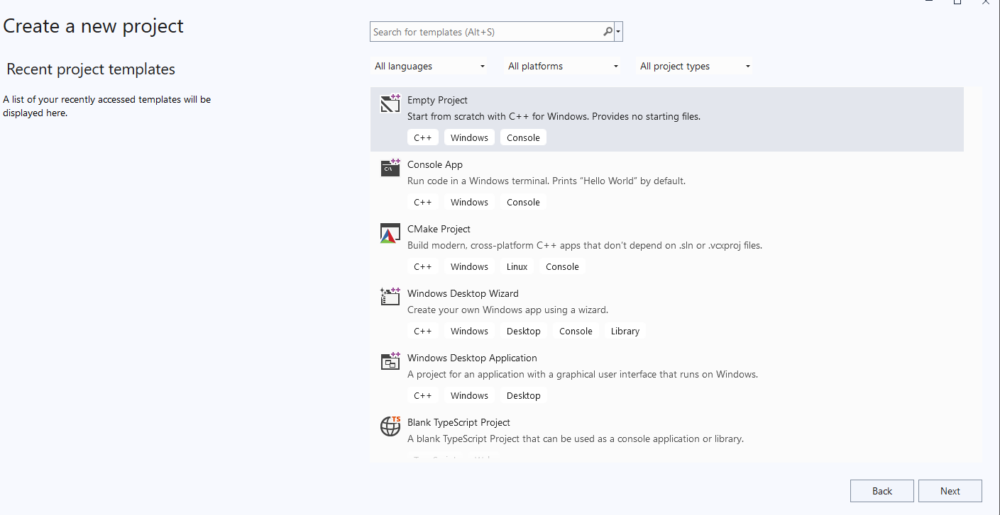 Create a new project
Recent project templates
A list of your recently accessed templates will be
displayed here.
Search for templates (Alt+S)
All languages All platforms All project types
Empty Project
Start from scratch with C++ for Windows. Provides no starting files.
C++ Windows Console
Console App
C:\
Run code in a Windows terminal. Prints “Hello World” by default.
C++ Windows Console
CMake Project
Build modern, cross-platform C++ apps that don't depend on .sln or .vcxproj files.
C++ Windows Linux Console
Windows Desktop Wizard
Create your own Windows app using a wizard.
C++ Windows Desktop Console Library
Windows Desktop Application
A project for an application with a graphical user interface that runs on Windows.
C++ Windows Desktop
TS
Blank TypeScript Project
A blank TypeScript Project that can be used as a console application or library.
Back Next